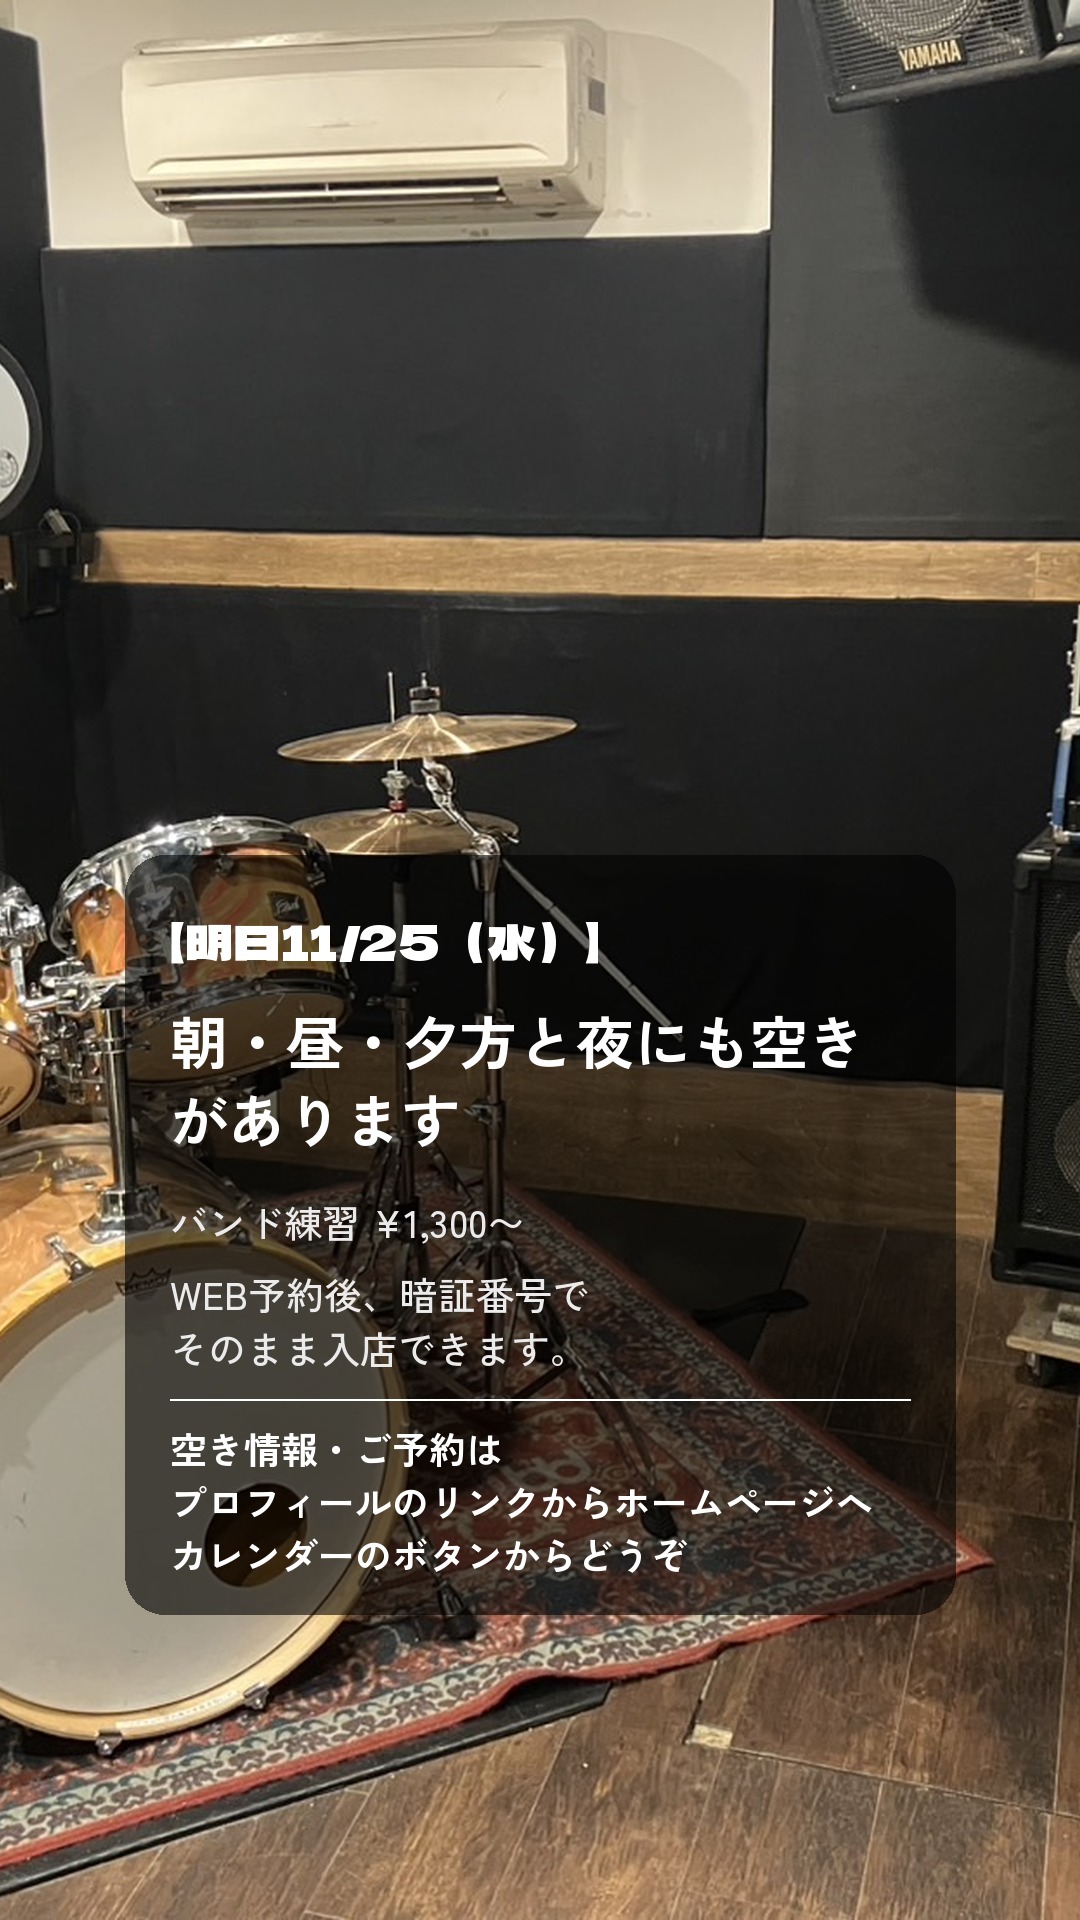 YAMAHA
【明日11/25（水）】
朝・昼・夕方と夜にも空き
があります
バンド練習 ¥1,300〜
WEB予約後、暗証番号で
そのまま入店できます。
空き情報・ご予約は
プロフィールのリンクからホームページへ
カレンダーのボタンからどうぞ
REMO